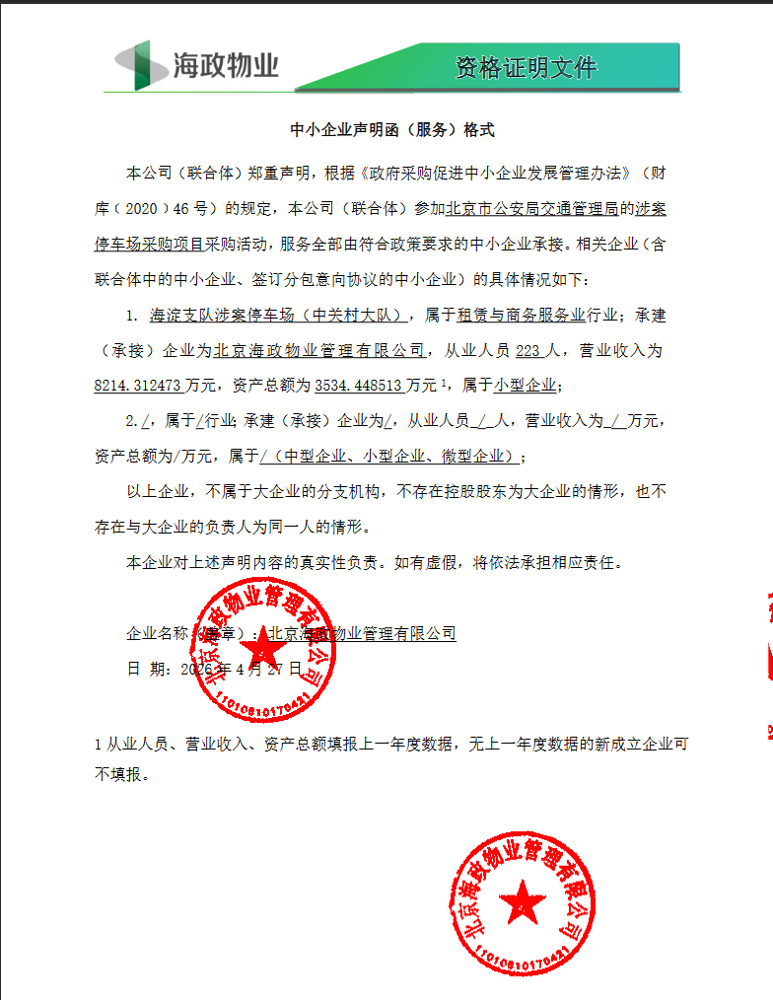 海政物业
资格证明文件
中小企业声明函（服务）格式
本公司（联合体）郑重声明，根据《政府采购促进中小企业发展管理办法》（财
库﹝2020﹞46 号）的规定，本公司（联合体）参加北京市公安局交通管理局的涉案
停车场采购项目采购活动，服务全部由符合政策要求的中小企业承接。相关企业（含
联合体中的中小企业、签订分包意向协议的中小企业）的具体情况如下：
1. 海淀支队涉案停车场（中关村大队），属于租赁与商务服务业行业；承建
（承接）企业为北京海政物业管理有限公司，从业人员 223 人，营业收入为
8214.312473 万元，资产总额为 3534.448513 万元 1，属于小型企业；
2./，属于/行业；承建（承接）企业为/，从业人员_/_人，营业收入为_/_万元，
资产总额为/万元，属于/（中型企业、小型企业、微型企业）；
以上企业，不属于大企业的分支机构，不存在控股股东为大企业的情形，也不
存在与大企业的负责人为同一人的情形。
本企业对上述声明内容的真实性负责。如有虚假，将依法承担相应责任。
企业名称（盖章）：北京海政物业管理有限公司
日 期：2026 年 4 月 27 日
北京海政物业管理有限公司
11010810170421
1 从业人员、营业收入、资产总额填报上一年度数据，无上一年度数据的新成立企业可
不填报。
北京海政物业管理有限公司
11010810170421